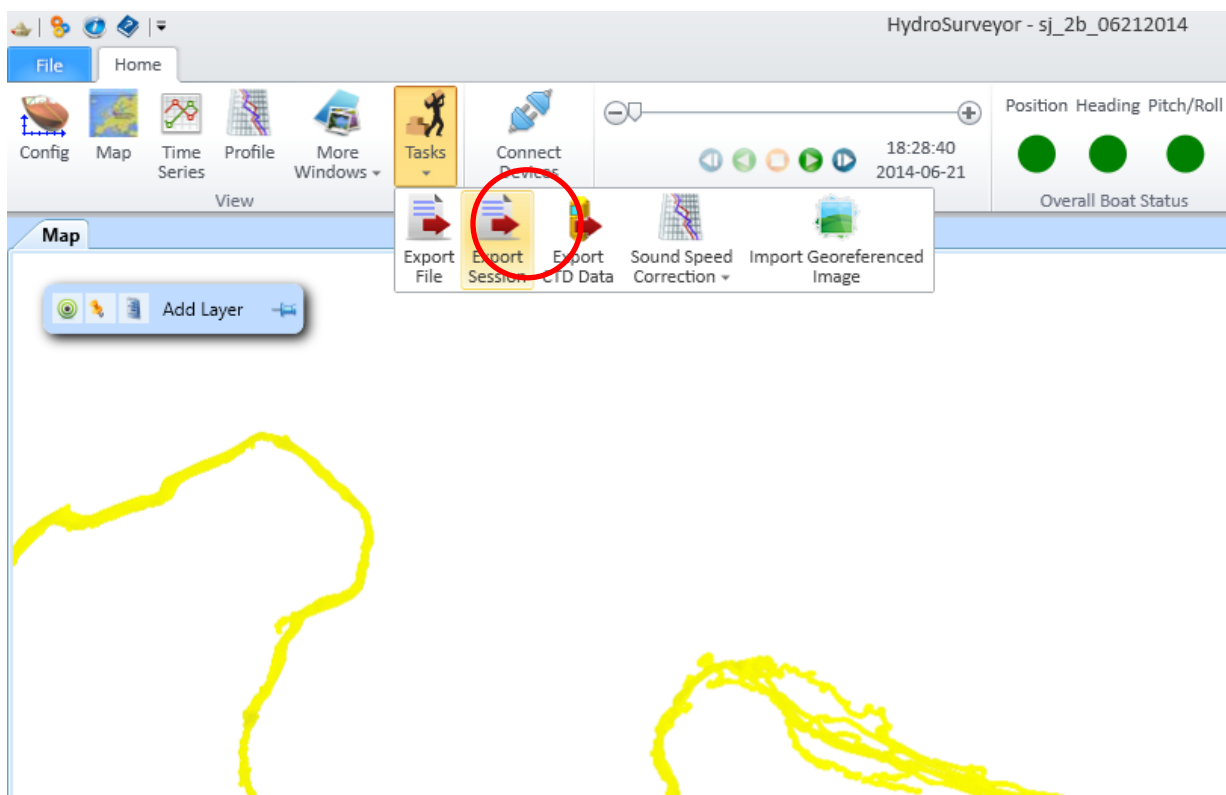 HydroSurveyor - sj_2b_06212014
File
Home
Config
Map
Time
Series
Profile
More
Windows
Tasks
Connect
Devices
18:28:40
2014-06-21
Position Heading Pitch/Roll
View
Overall Boat Status
Map
Export
File
Export
Session
Export
CTD Data
Sound Speed
Correction
Import Georeferenced
Image
Add Layer